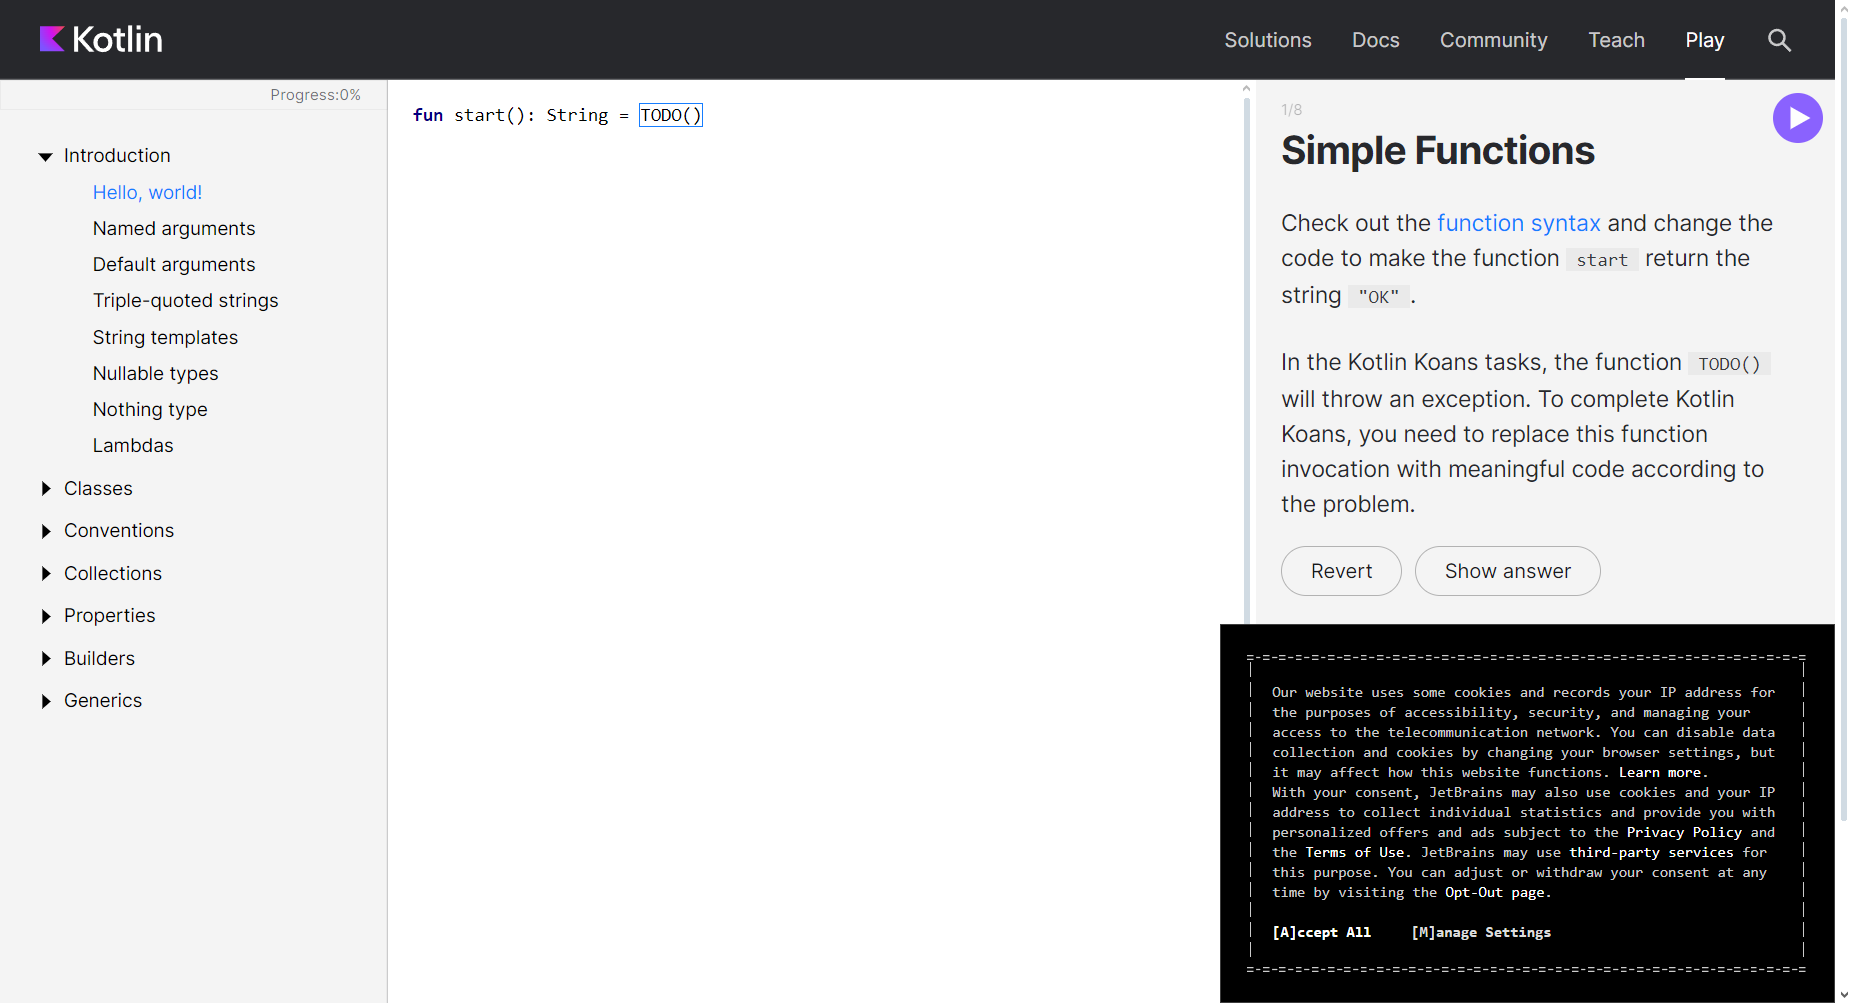 Kotlin
Solutions Docs Community Teach Play
Progress:0%
Introduction
Hello, world!
Named arguments
Default arguments
Triple-quoted strings
String templates
Nullable types
Nothing type
Lambdas
Classes
Conventions
Collections
Properties
Builders
Generics
fun start(): String = TODO()
1/8
Simple Functions
Check out the function syntax and change the
code to make the function start return the
string "OK" .
In the Kotlin Koans tasks, the function TODO()
will throw an exception. To complete Kotlin
Koans, you need to replace this function
invocation with meaningful code according to
the problem.
Revert Show answer
Our website uses some cookies and records your IP address for
the purposes of accessibility, security, and managing your
access to the telecommunication network. You can disable data
collection and cookies by changing your browser settings, but
it may affect how this website functions. Learn more.
With your consent, JetBrains may also use cookies and your IP
address to collect individual statistics and provide you with
personalized offers and ads subject to the Privacy Policy and
the Terms of Use. JetBrains may use third-party services for
this purpose. You can adjust or withdraw your consent at any
time by visiting the Opt-Out page.
[A]ccept All [M]anage Settings